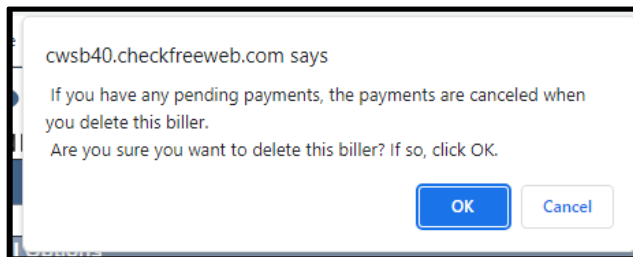 cwsb40.checkfreeweb.com says
If you have any pending payments, the payments are canceled when
you delete this biller.
Are you sure you want to delete this biller? If so, click OK.
OK
Cancel
Options